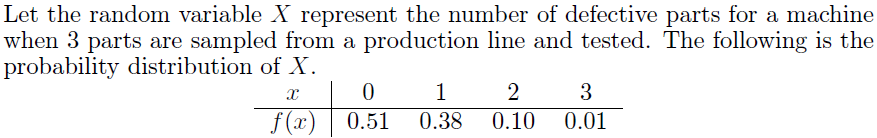 Let the random variable X represent the number of defective parts for a machine
when 3 parts are sampled from a production line and tested. The following is the
probability distribution of X.
x 0 1 2 3
f(x) 0.51 0.38 0.10 0.01